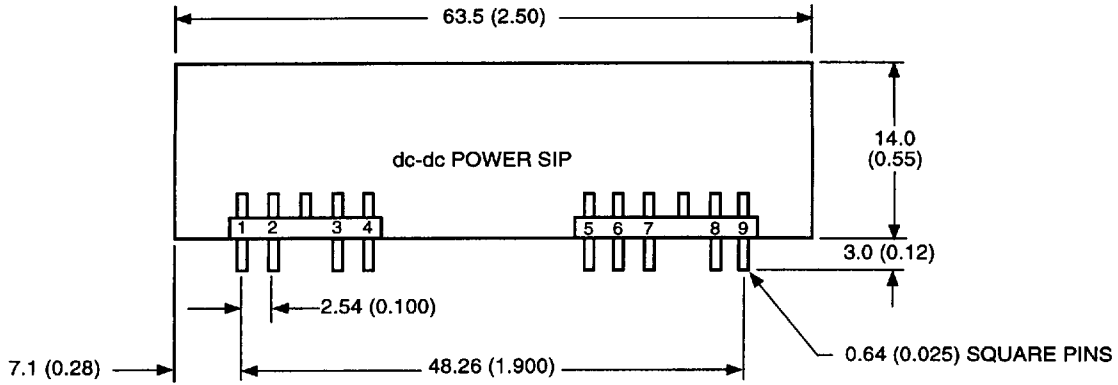 63.5 (2.50)
14.0
(0.55)
dc-dc POWER SIP
1 2 3 4 5 6 7 8 9
3.0 (0.12)
2.54 (0.100)
0.64 (0.025) SQUARE PINS
7.1 (0.28)
48.26 (1.900)